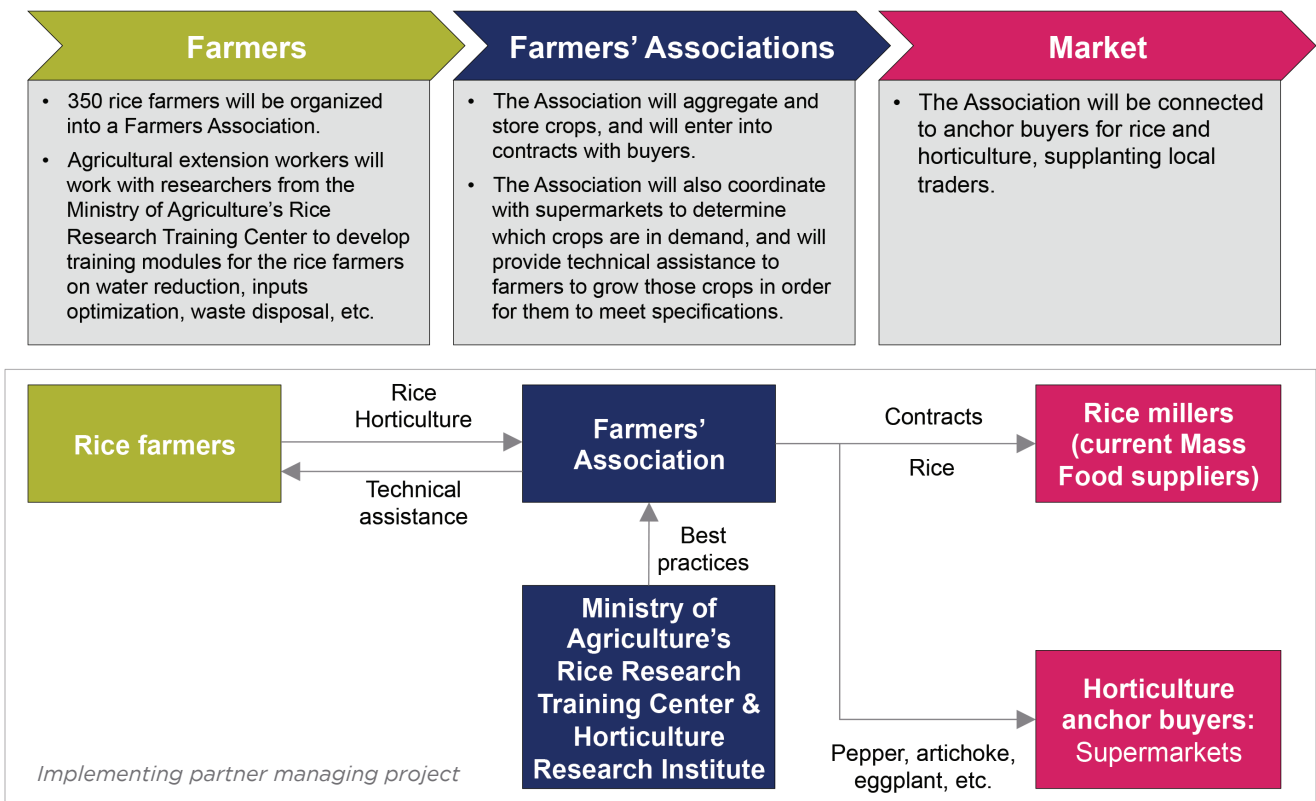 Farmers
• 350 rice farmers will be organized
into a Farmers Association.
• Agricultural extension workers will
work with researchers from the
Ministry of Agriculture’s Rice
Research Training Center to develop
training modules for the rice farmers
on water reduction, inputs
optimization, waste disposal, etc.
Farmers’ Associations
• The Association will aggregate and
store crops, and will enter into
contracts with buyers.
• The Association will also coordinate
with supermarkets to determine
which crops are in demand, and will
provide technical assistance to
farmers to grow those crops in order
for them to meet specifications.
Market
• The Association will be connected
to anchor buyers for rice and
horticulture, supplanting local
traders.
Rice farmers
Rice
Horticulture
Technical
assistance
Farmers’
Association
Contracts
Rice
Rice millers
(current Mass
Food suppliers)
Best
practices
Ministry of
Agriculture’s
Rice Research
Training Center &
Horticulture
Research Institute
Pepper, artichoke,
eggplant, etc.
Horticulture
anchor buyers:
Supermarkets
Implementing partner managing project